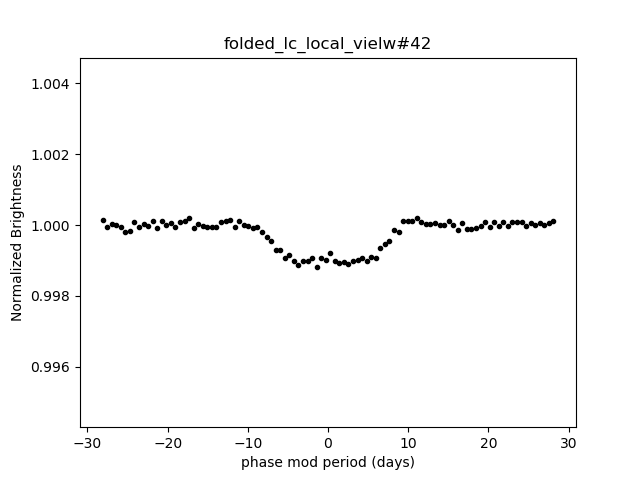 folded_lc_local_vielw#42
1.004
1.002
1.000
0.998
0.996
Normalized Brightness
−30 −20 −10 0 10 20 30
phase mod period (days)